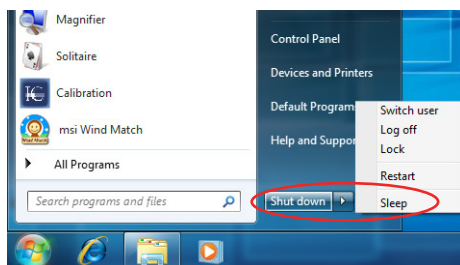 Magnifier
Solitaire
Calibration
msi Wind Match
All Programs
Search programs and files
Control Panel
Devices and Printers
Default Program
Help and Suppor
Shut down
Switch user
Log off
Lock
Restart
Sleep